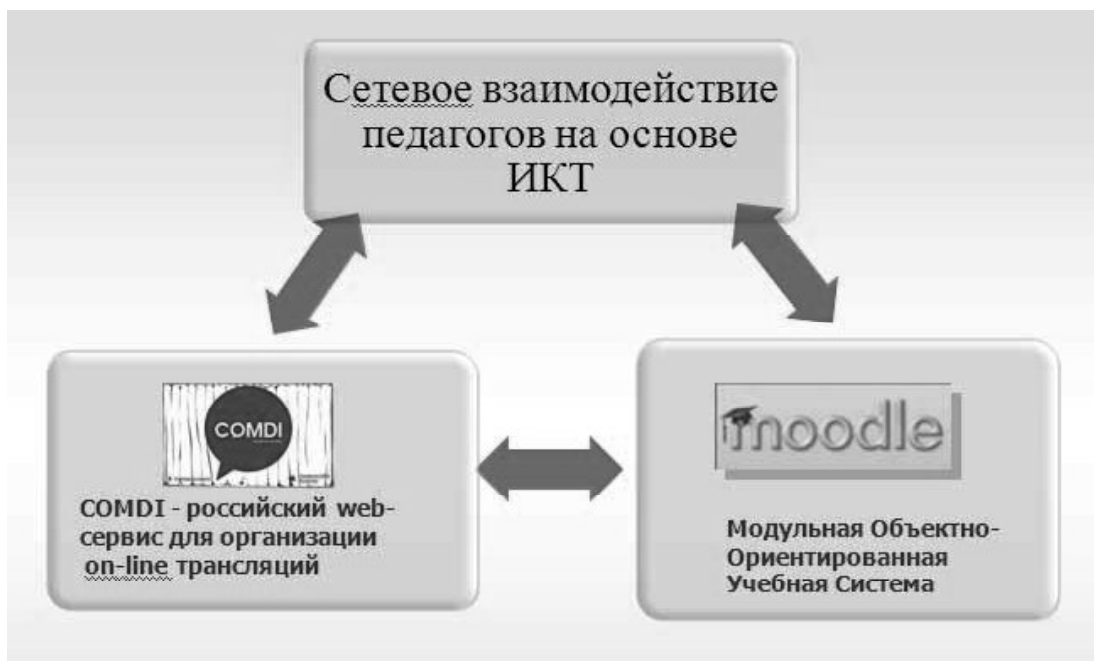 Сетевое взаимодействие
педагогов на основе
ИКТ
COMDI
COMDI - российский web-
сервис для организации
on-line трансляций
moodle
Модульная Объектно-
Ориентированная
Учебная Система